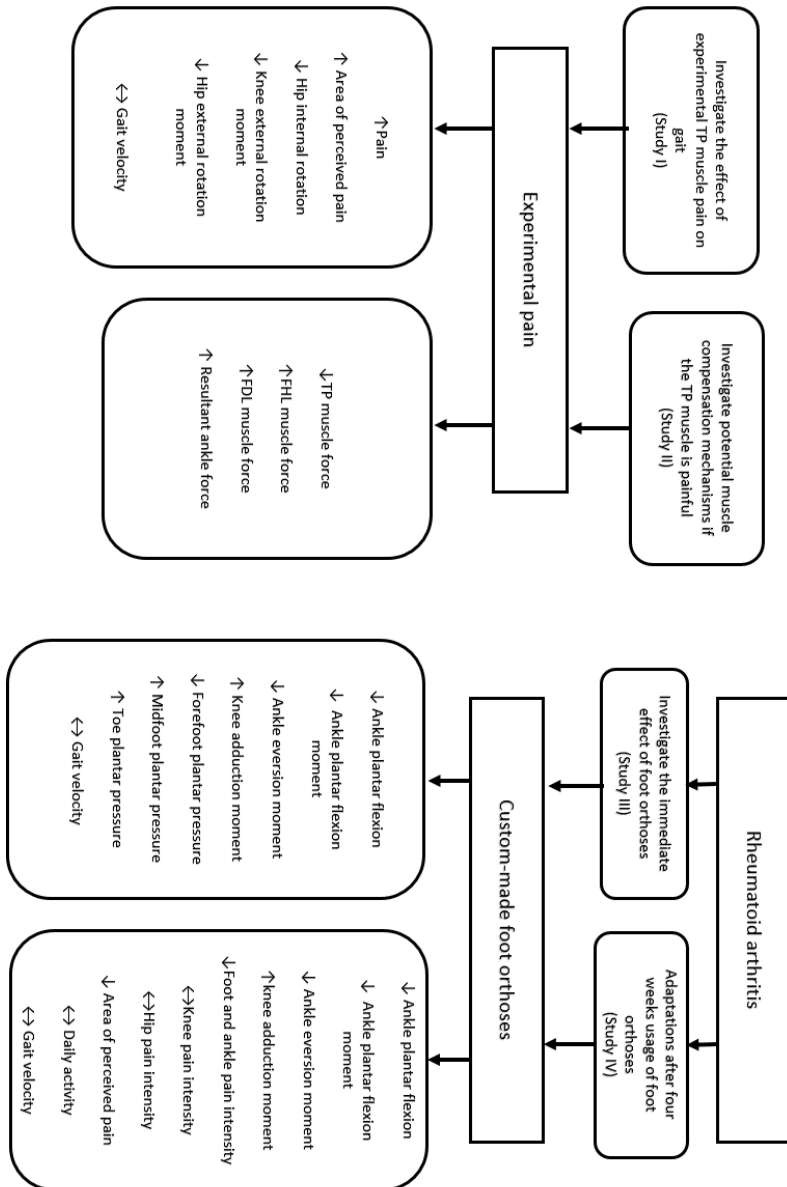 Rheumatoid arthritis
Investigate the effect of
experimental TP muscle pain on
gait
(Study I)
Investigate potential muscle
compensation mechanisms if
the TP muscle is painful
(Study II)
Investigate the immediate
effect of foot orthoses
(Study III)
Adaptations after four
weeks usage of foot
orthoses
(Study IV)
Experimental pain
Custom-made foot orthoses
↑Pain
↑ Area of perceived pain
↓ Hip internal rotation
↓ Knee external rotation
moment
↓ Hip external rotation
moment
↔ Gait velocity
↓TP muscle force
↑FHL muscle force
↑FDL muscle force
↑ Resultant ankle force
↓ Ankle plantar flexion
↓ Ankle plantar flexion
moment
↓ Ankle eversion moment
↑ Knee adduction moment
↓ Forefoot plantar pressure
↑ Midfoot plantar pressure
↑ Toe plantar pressure
↔ Gait velocity
↓ Ankle plantar flexion
↓ Ankle plantar flexion
moment
↓ Ankle eversion moment
↑knee adduction moment
↓Foot and ankle pain intensity
↔Knee pain intensity
↔Hip pain intensity
↓ Area of perceived pain
↔ Daily activity
↔ Gait velocity